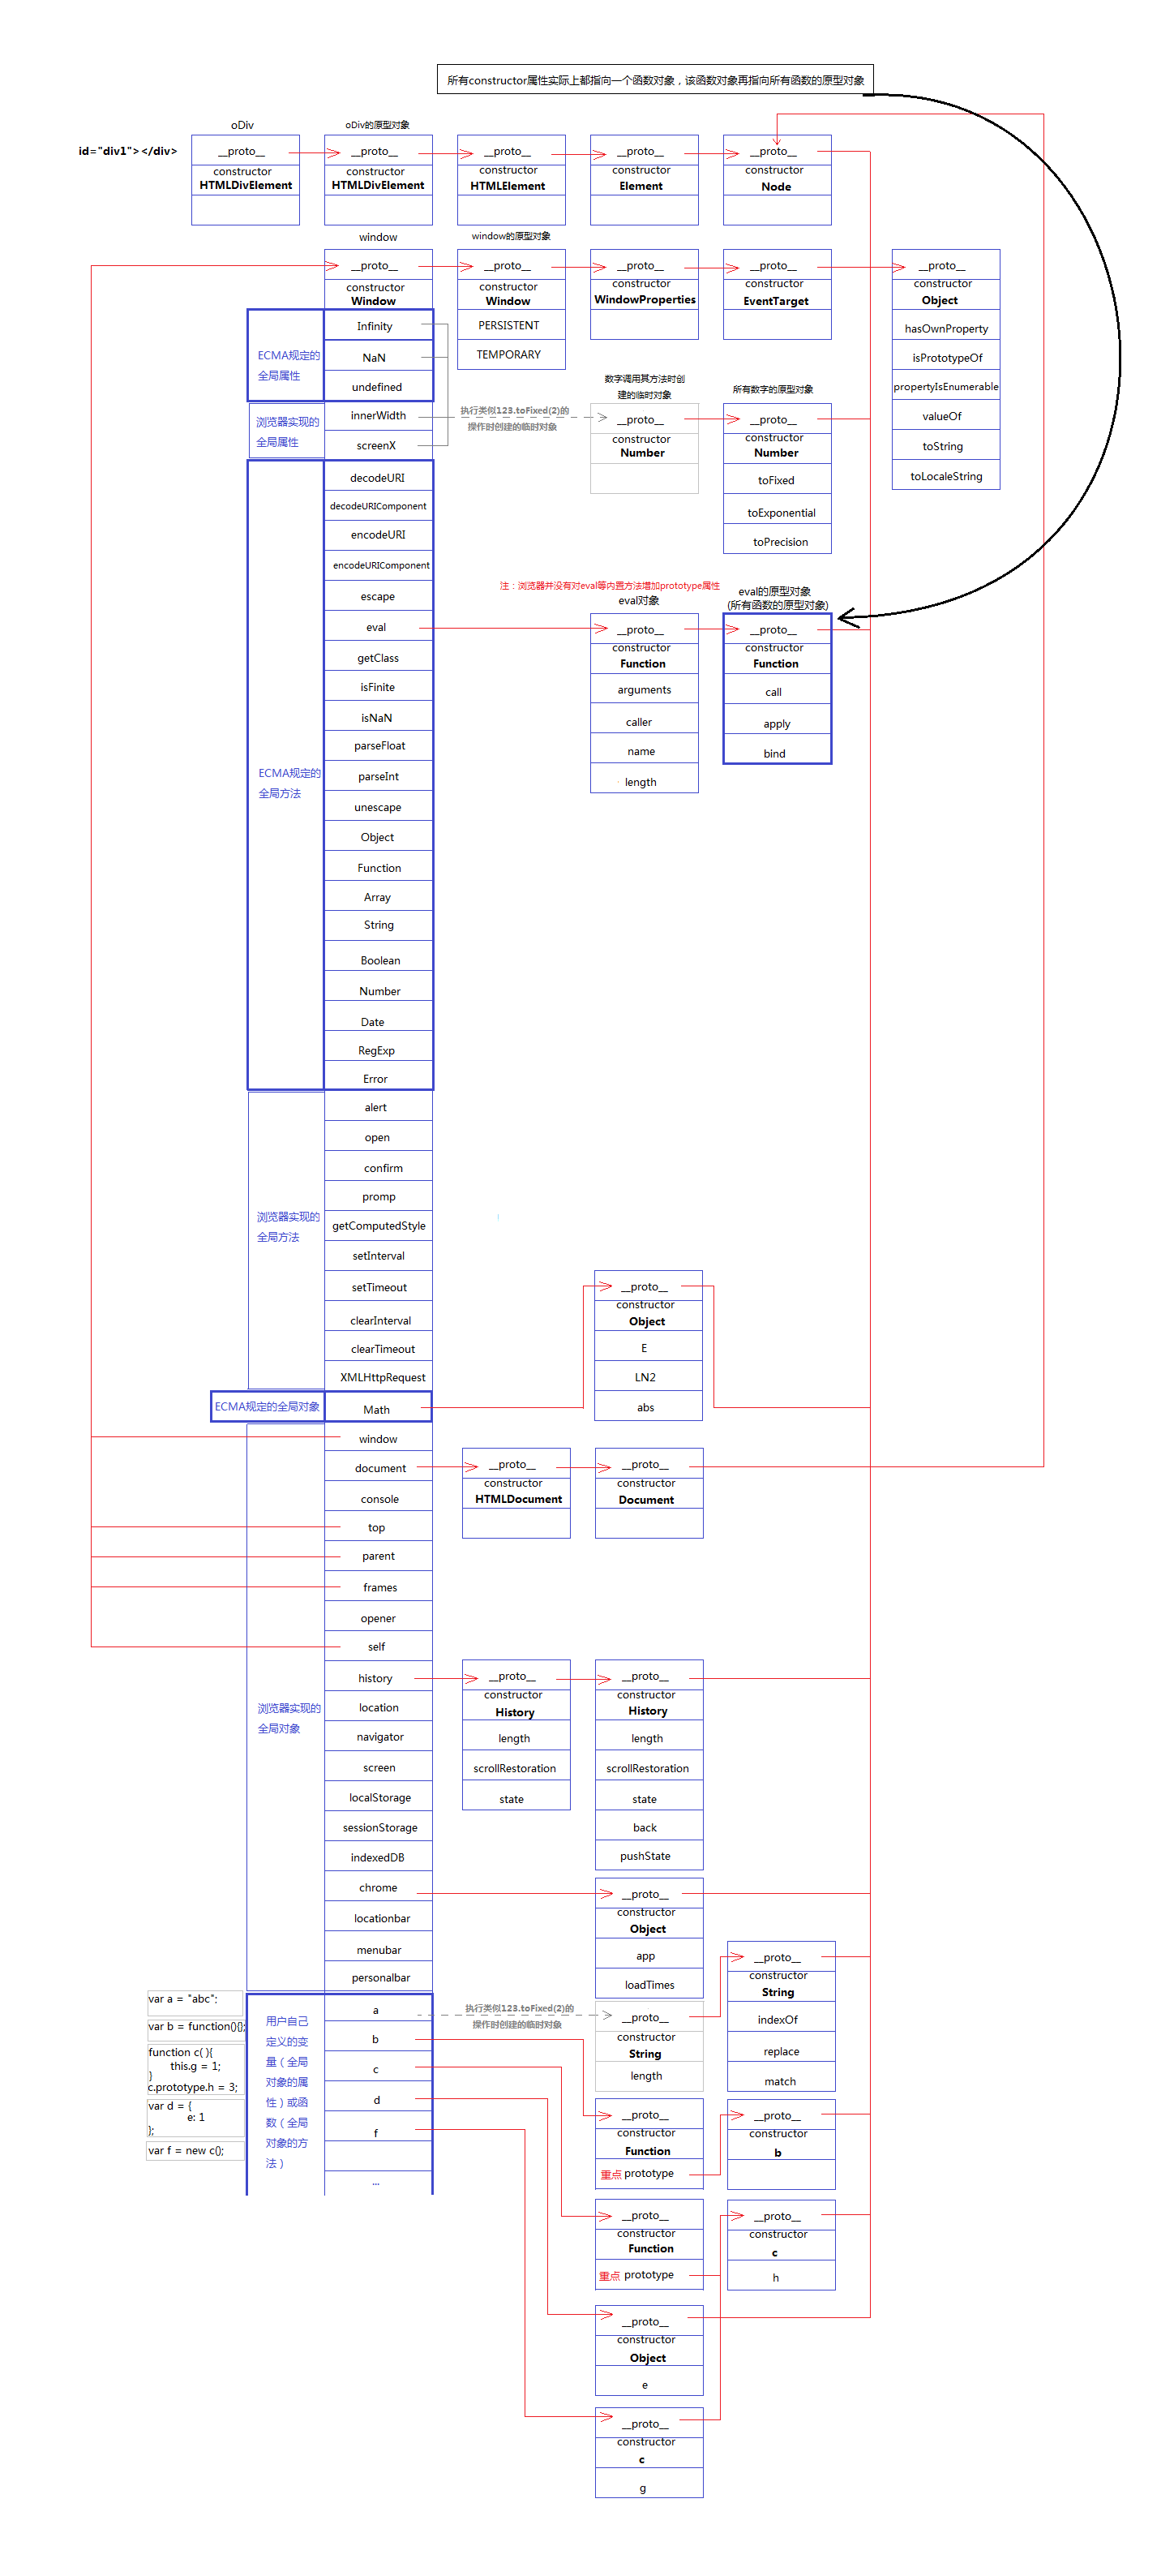 所有constructor属性实际上都指向一个函数对象，该函数对象再指向所有函数的原型对象
oDiv
oDiv的原型对象
id="div1"></div>
__proto__
__proto__
__proto__
__proto__
__proto__
constructor
HTMLDivElement
constructor
HTMLDivElement
constructor
HTMLElement
constructor
Element
constructor
Node
window
window的原型对象
__proto__
__proto__
__proto__
__proto__
__proto__
constructor
Window
constructor
Window
constructor
WindowProperties
constructor
EventTarget
constructor
Object
PERSISTENT
TEMPORARY
hasOwnProperty
isPrototypeOf
propertyIsEnumerable
valueOf
toString
toLocaleString
ECMA规定的
全局属性
Infinity
NaN
undefined
浏览器实现的
全局属性
innerWidth
screenX
执行类似123.toFixed(2)的
操作时创建的临时对象
数字调用其方法时创
建的临时对象
__proto__
constructor
Number
所有数字的原型对象
__proto__
constructor
Number
toFixed
toExponential
toPrecision
ECMA规定的
全局方法
decodeURI
decodeURIComponent
encodeURI
encodeURIComponent
escape
eval
getClass
isFinite
isNaN
parseFloat
parseInt
unescape
Object
Function
Array
String
Boolean
Number
Date
RegExp
Error
注：浏览器并没有对eval等内置方法增加prototype属性
eval对象
__proto__
constructor
Function
arguments
caller
name
length
eval的原型对象
(所有函数的原型对象)
__proto__
constructor
Function
call
apply
bind
浏览器实现的
全局方法
alert
open
confirm
promp
getComputedStyle
setInterval
setTimeout
clearInterval
clearTimeout
XMLHttpRequest
ECMA规定的全局对象
Math
__proto__
constructor
Object
E
LN2
abs
浏览器实现的
全局对象
window
document
console
top
parent
frames
opener
self
history
location
navigator
screen
localStorage
sessionStorage
indexedDB
chrome
locationbar
menubar
personalbar
__proto__
constructor
HTMLDocument
__proto__
constructor
Document
__proto__
constructor
History
length
scrollRestoration
state
__proto__
constructor
History
length
scrollRestoration
state
back
pushState
__proto__
constructor
Object
app
loadTimes
var a = "abc";
var b = function(){};
function c( ){
this.g = 1;
}
c.prototype.h = 3;
var d = {
e: 1
};
var f = new c();
用户自己
定义的变
量（全局
对象的属
性）或函
数（全局
对象的方
法）
a
b
c
d
f
...
执行类似123.toFixed(2)的
操作时创建的临时对象
__proto__
constructor
String
length
__proto__
constructor
String
indexOf
replace
match
__proto__
constructor
Function
重点 prototype
__proto__
constructor
b
__proto__
constructor
Function
重点 prototype
__proto__
constructor
c
h
__proto__
constructor
Object
e
__proto__
constructor
c
g